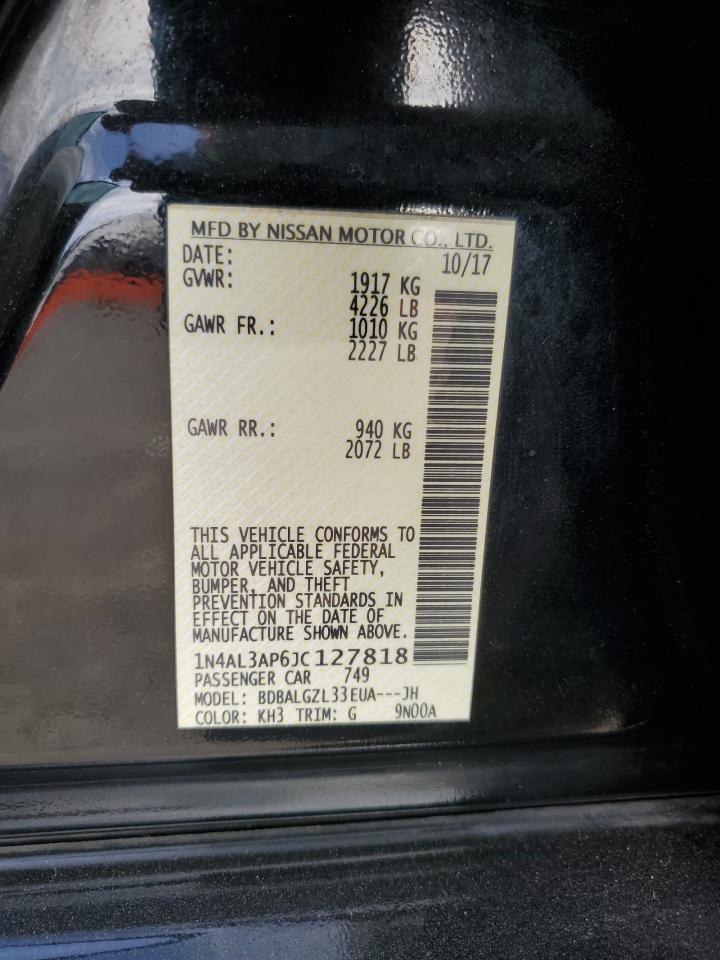 MFD BY NISSAN MOTOR CO., LTD.
DATE: 10/17
GVWR: 1917 KG
4226 LB
GAWR FR.: 1010 KG
2227 LB
GAWR RR.: 940 KG
2072 LB
THIS VEHICLE CONFORMS TO
ALL APPLICABLE FEDERAL
MOTOR VEHICLE SAFETY,
BUMPER, AND THEFT
PREVENTION STANDARDS IN
EFFECT ON THE DATE OF
MANUFACTURE SHOWN ABOVE.
1N4AL3AP6JC127818
PASSENGER CAR 749
MODEL: BDBALGZL33EUA---JH
COLOR: KH3 TRIM: G 9N00A